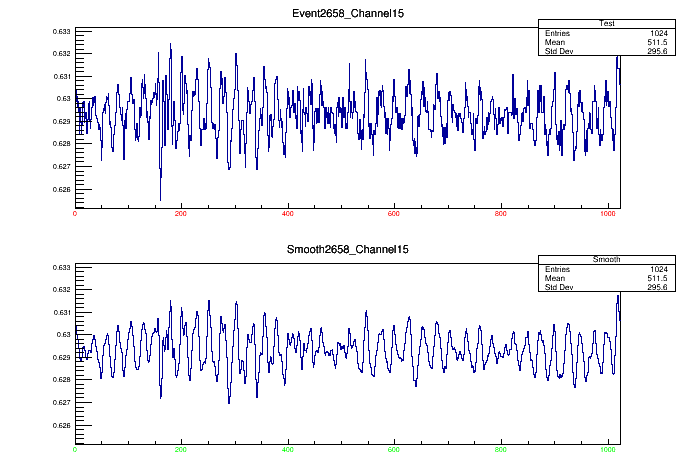 Event2658_Channel15
Test
Entries 1024
Mean 511.5
Std Dev 295.6
0.633
0.632
0.631
0.63
0.629
0.628
0.627
0.626
0 200 400 600 800 1000
Smooth2658_Channel15
Smooth
Entries 1024
Mean 511.5
Std Dev 295.6
0.633
0.632
0.631
0.63
0.629
0.628
0.627
0.626
0 200 400 600 800 1000